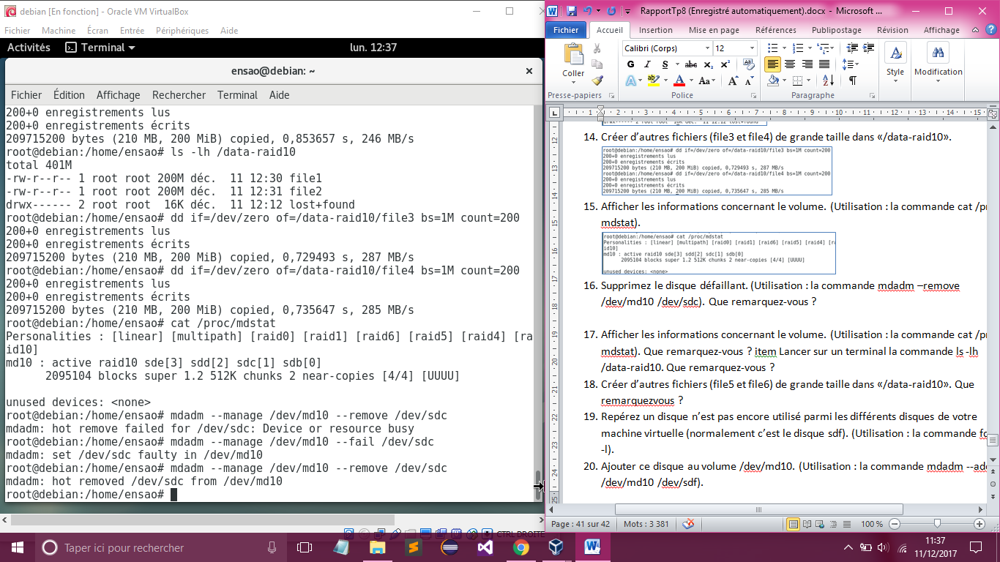 debian [En fonction] - Oracle VM VirtualBox
Fichier Machine Écran Entrée Périphériques Aide
Activités Terminal lun. 12:37
ensao@debian: ~
Fichier Édition Affichage Rechercher Terminal Aide
200+0 enregistrements lus
200+0 enregistrements écrits
209715200 bytes (210 MB, 200 MiB) copied, 0,853657 s, 246 MB/s
root@debian:/home/ensao# ls -lh /data-raid10
total 401M
-rw-r--r-- 1 root root 200M déc. 11 12:30 file1
-rw-r--r-- 1 root root 200M déc. 11 12:31 file2
drwx------ 2 root root 16K déc. 11 12:12 lost+found
root@debian:/home/ensao# dd if=/dev/zero of=/data-raid10/file3 bs=1M count=200
200+0 enregistrements lus
200+0 enregistrements écrits
209715200 bytes (210 MB, 200 MiB) copied, 0,729493 s, 287 MB/s
root@debian:/home/ensao# dd if=/dev/zero of=/data-raid10/file4 bs=1M count=200
200+0 enregistrements lus
200+0 enregistrements écrits
209715200 bytes (210 MB, 200 MiB) copied, 0,735647 s, 285 MB/s
root@debian:/home/ensao# cat /proc/mdstat
Personalities : [linear] [multipath] [raid0] [raid1] [raid6] [raid5] [raid4] [ra
id10]
md10 : active raid10 sde[3] sdd[2] sdc[1] sdb[0]
2095104 blocks super 1.2 512K chunks 2 near-copies [4/4] [UUUU]
unused devices: <none>
root@debian:/home/ensao# mdadm --manage /dev/md10 --remove /dev/sdc
mdadm: hot remove failed for /dev/sdc: Device or resource busy
root@debian:/home/ensao# mdadm --manage /dev/md10 --fail /dev/sdc
mdadm: set /dev/sdc faulty in /dev/md10
root@debian:/home/ensao# mdadm --manage /dev/md10 --remove /dev/sdc
mdadm: hot removed /dev/sdc from /dev/md10
root@debian:/home/ensao#
CTRL DROITE
RapportTp8 (Enregistré automatiquement).docx - Microsoft ...
Fichier Accueil Insertion Mise en page Références Publipostage Révision Affichage
Calibri (Corps) 12
Coller
Style Modification
Presse-papiers Police Paragraphe
14. Créer d'autres fichiers (file3 et file4) de grande taille dans «/data-raid10».
root@debian:/home/ensao# dd if=/dev/zero of=/data-raid10/file3 bs=1M count=200
200+0 enregistrements lus
200+0 enregistrements écrits
209715200 bytes (210 MB, 200 MiB) copied, 0,729493 s, 287 MB/s
root@debian:/home/ensao# dd if=/dev/zero of=/data-raid10/file4 bs=1M count=200
200+0 enregistrements lus
200+0 enregistrements écrits
209715200 bytes (210 MB, 200 MiB) copied, 0,735647 s, 285 MB/s
15. Afficher les informations concernant le volume. (Utilisation : la commande cat /pr
mdstat).
root@debian:/home/ensao# cat /proc/mdstat
Personalities : [linear] [multipath] [raid0] [raid1] [raid6] [raid5] [raid4] [ra
id10]
md10 : active raid10 sde[3] sdd[2] sdc[1] sdb[0]
2095104 blocks super 1.2 512K chunks 2 near-copies [4/4] [UUUU]
unused devices: <none>
16. Supprimez le disque défaillant. (Utilisation : la commande mdadm –remove
/dev/md10 /dev/sdc). Que remarquez-vous ?
17. Afficher les informations concernant le volume. (Utilisation : la commande cat /pr
mdstat). Que remarquez-vous ? item Lancer sur un terminal la commande ls -lh
/data-raid10. Que remarquez-vous ?
18. Créer d'autres fichiers (file5 et file6) de grande taille dans «/data-raid10». Que
remarquezvous ?
19. Repérez un disque n'est pas encore utilisé parmi les différents disques de votre
machine virtuelle (normalement c'est le disque sdf). (Utilisation : la commande fd
-l).
20. Ajouter ce disque au volume /dev/md10. (Utilisation : la commande mdadm --add
/dev/md10 /dev/sdf).
Page : 41 sur 42 Mots : 3 381 100 %
Taper ici pour rechercher
11:37
11/12/2017